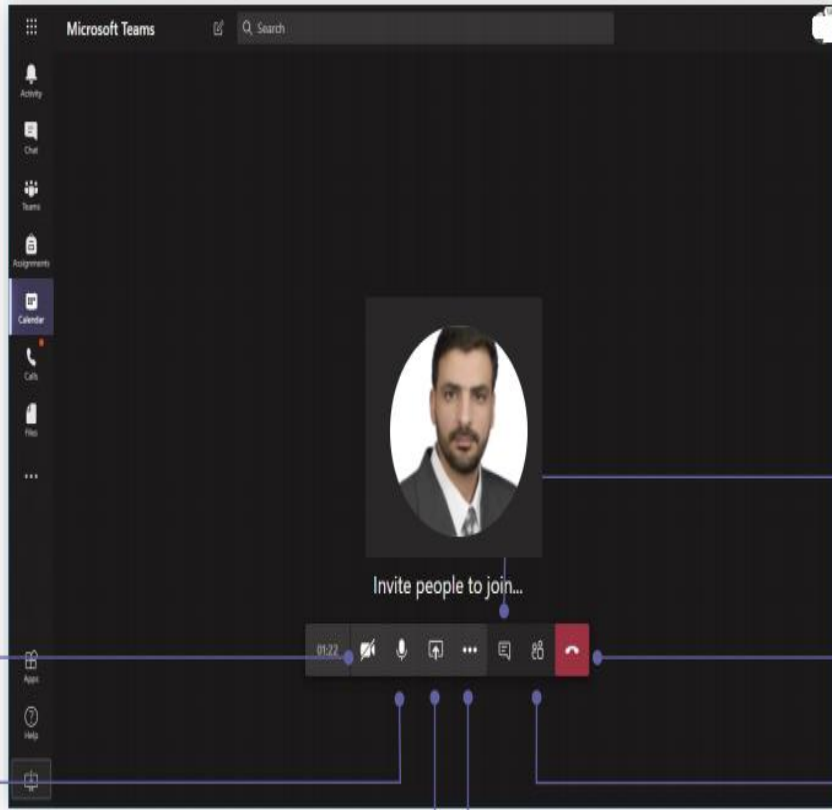 Microsoft Teams
Search
Activity
Chat
Teams
Assignments
Calendar
Calls
Files
Invite people to join...
01:22
Apps
Help